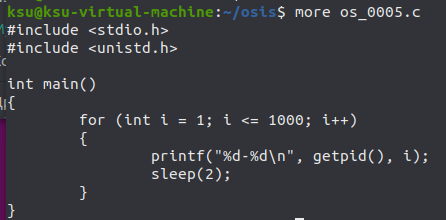 ksu@ksu-virtual-machine:~/osis$ more os_0005.c
#include <stdio.h>
#include <unistd.h>

int main()
{
        for (int i = 1; i <= 1000; i++)
        {
                printf("%d-%d\n", getpid(), i);
                sleep(2);
        }
}